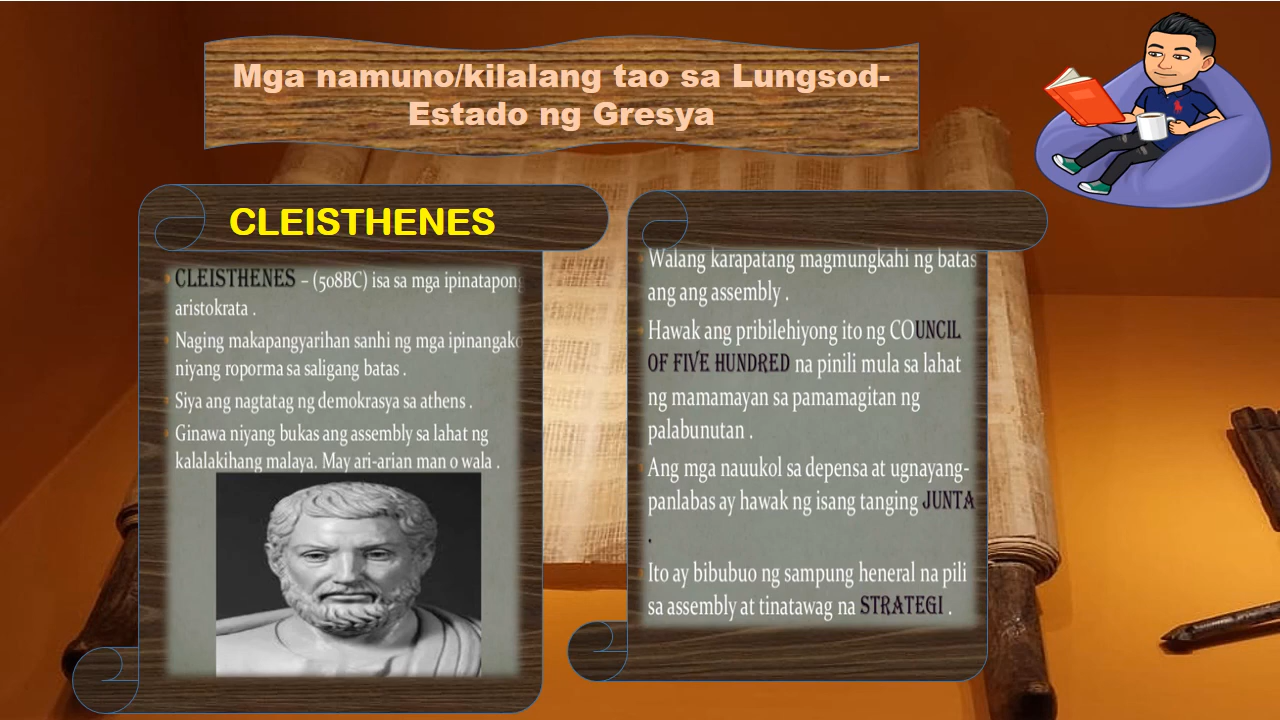 Mga namuno/kilalang tao sa Lungsod-
Estado ng Gresya
CLEISTHENES
CLEISTHENES – (508BC) isa sa mga ipinatapong
aristokrata .
Naging makapangyarihan sanhi ng mga ipinangako
niyang roporma sa saligang batas .
Siya ang nagtatag ng demokrasya sa athens .
Ginawa niyang bukas ang assembly sa lahat ng
kalalakihang malaya. May ari-arian man o wala .
Walang karapatang magmungkahi ng batas
ang ang assembly .
Hawak ang pribilehiyong ito ng COUNCIL
OF FIVE HUNDRED na pinili mula sa lahat
ng mamamayan sa pamamagitan ng
palabunutan .
Ang mga nauukol sa depensa at ugnayang-
panlabas ay hawak ng isang tanging JUNTA
.
Ito ay bibubuo ng sampung heneral na pili
sa assembly at tinatawag na STRATEGI .